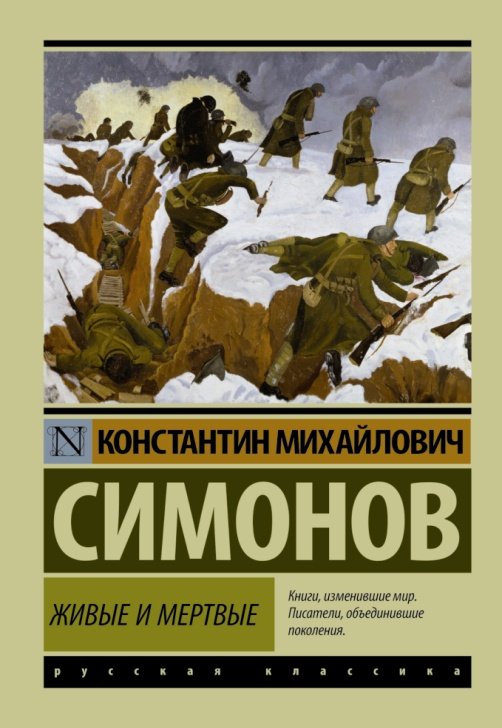 N
КОНСТАНТИН МИХАЙЛОВИЧ
СИМОНОВ
ЖИВЫЕ И МЕРТВЫЕ
Книги, изменившие мир.
Писатели, объединившие
поколения.
русская классика